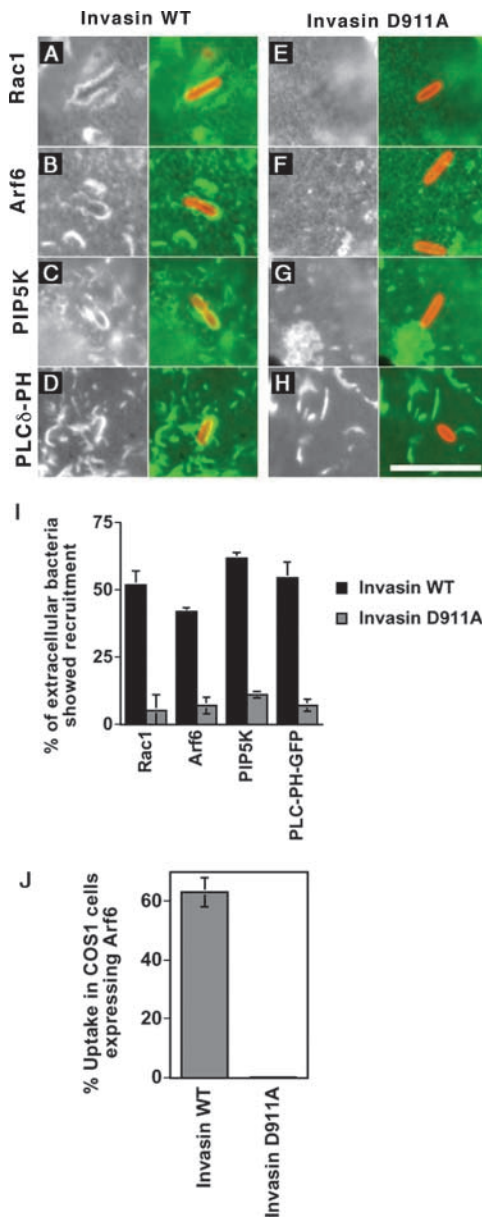 Invasin WT
Invasin D911A
Rac1
A
E
Arf6
B
F
PIP5K
C
G
PLCδ-PH
D
H
I
% of extracellular bacteria
showed recruitment
75
50
25
0
Invasin WT
Invasin D911A
Rac1
Arf6
PIP5K
PLC-PH-GFP
J
% Uptake in COS1 cells
expressing Arf6
60
40
20
0
Invasin WT
Invasin D911A